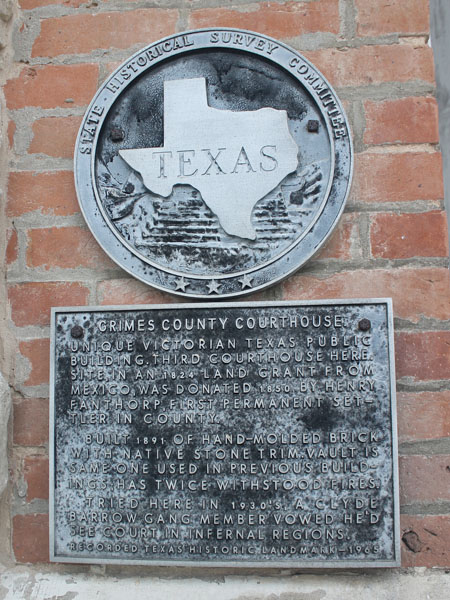 STATE HISTORICAL SURVEY COMMITTEE
TEXAS
GRIMES COUNTY COURTHOUSE
UNIQUE VICTORIAN TEXAS PUBLIC
BUILDING. THIRD COURTHOUSE HERE.
SITE IN AN 1824 LAND GRANT FROM
MEXICO, WAS DONATED 1850 BY HENRY
FANTHORP, FIRST PERMANENT SET-
TLER IN COUNTY.
BUILT 1891 OF HAND-MOLDED BRICK
WITH NATIVE STONE TRIM. VAULT IS
SAME ONE USED IN PREVIOUS BUILD-
INGS; HAS TWICE WITHSTOOD FIRES.
TRIED HERE IN 1930'S, A CLYDE
BARROW GANG MEMBER VOWED HE'D
SEE COURT IN INFERNAL REGIONS.
RECORDED TEXAS HISTORIC LANDMARK—1965